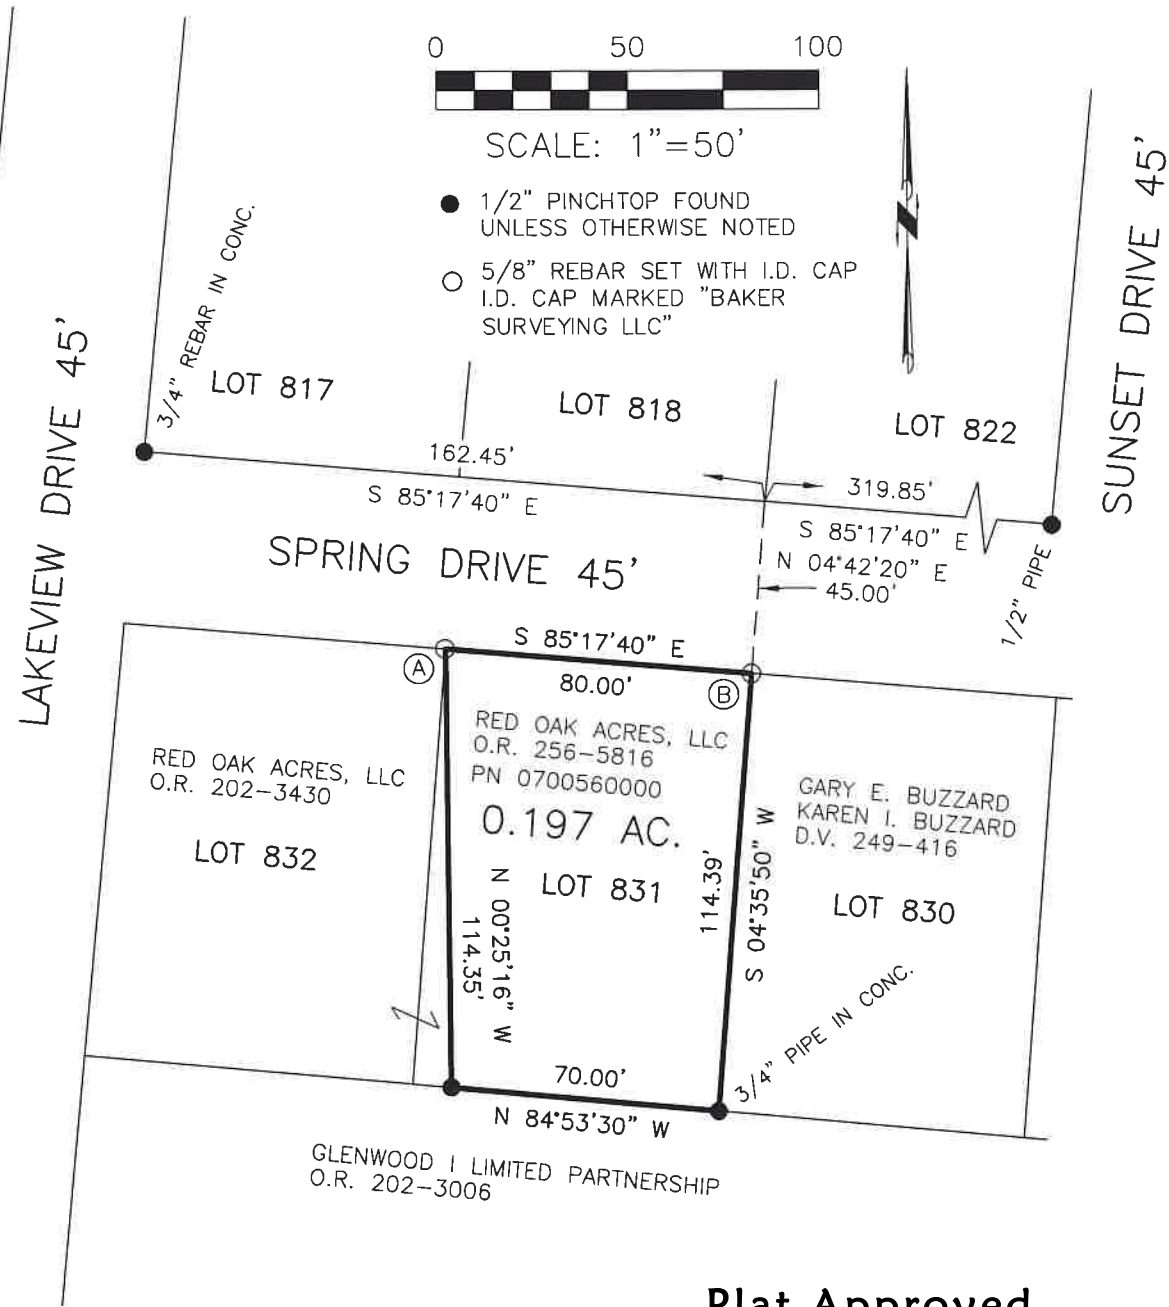 0 50 100
SCALE: 1"=50'
1/2" PINCHTOP FOUND
UNLESS OTHERWISE NOTED
5/8" REBAR SET WITH I.D. CAP
I.D. CAP MARKED "BAKER
SURVEYING LLC"
N
SUNSET DRIVE 45'
3/4" REBAR IN CONC.
LAKEVIEW DRIVE 45'
LOT 817
LOT 818
LOT 822
162.45'
S 85°17'40" E
319.85'
S 85°17'40" E
N 04°42'20" E
45.00'
1/2" PIPE
SPRING DRIVE 45'
S 85°17'40" E
A
80.00'
B
RED OAK ACRES, LLC
O.R. 256-5816
PN 0700560000
0.197 AC.
LOT 831
RED OAK ACRES, LLC
O.R. 202-3430
LOT 832
GARY E. BUZZARD
KAREN I. BUZZARD
D.V. 249-416
LOT 830
N 00°25'16" W
114.35'
114.39'
S 04°35'50" W
3/4" PIPE IN CONC.
70.00'
N 84°53'30" W
GLENWOOD I LIMITED PARTNERSHIP
O.R. 202-3006
Plat Approved